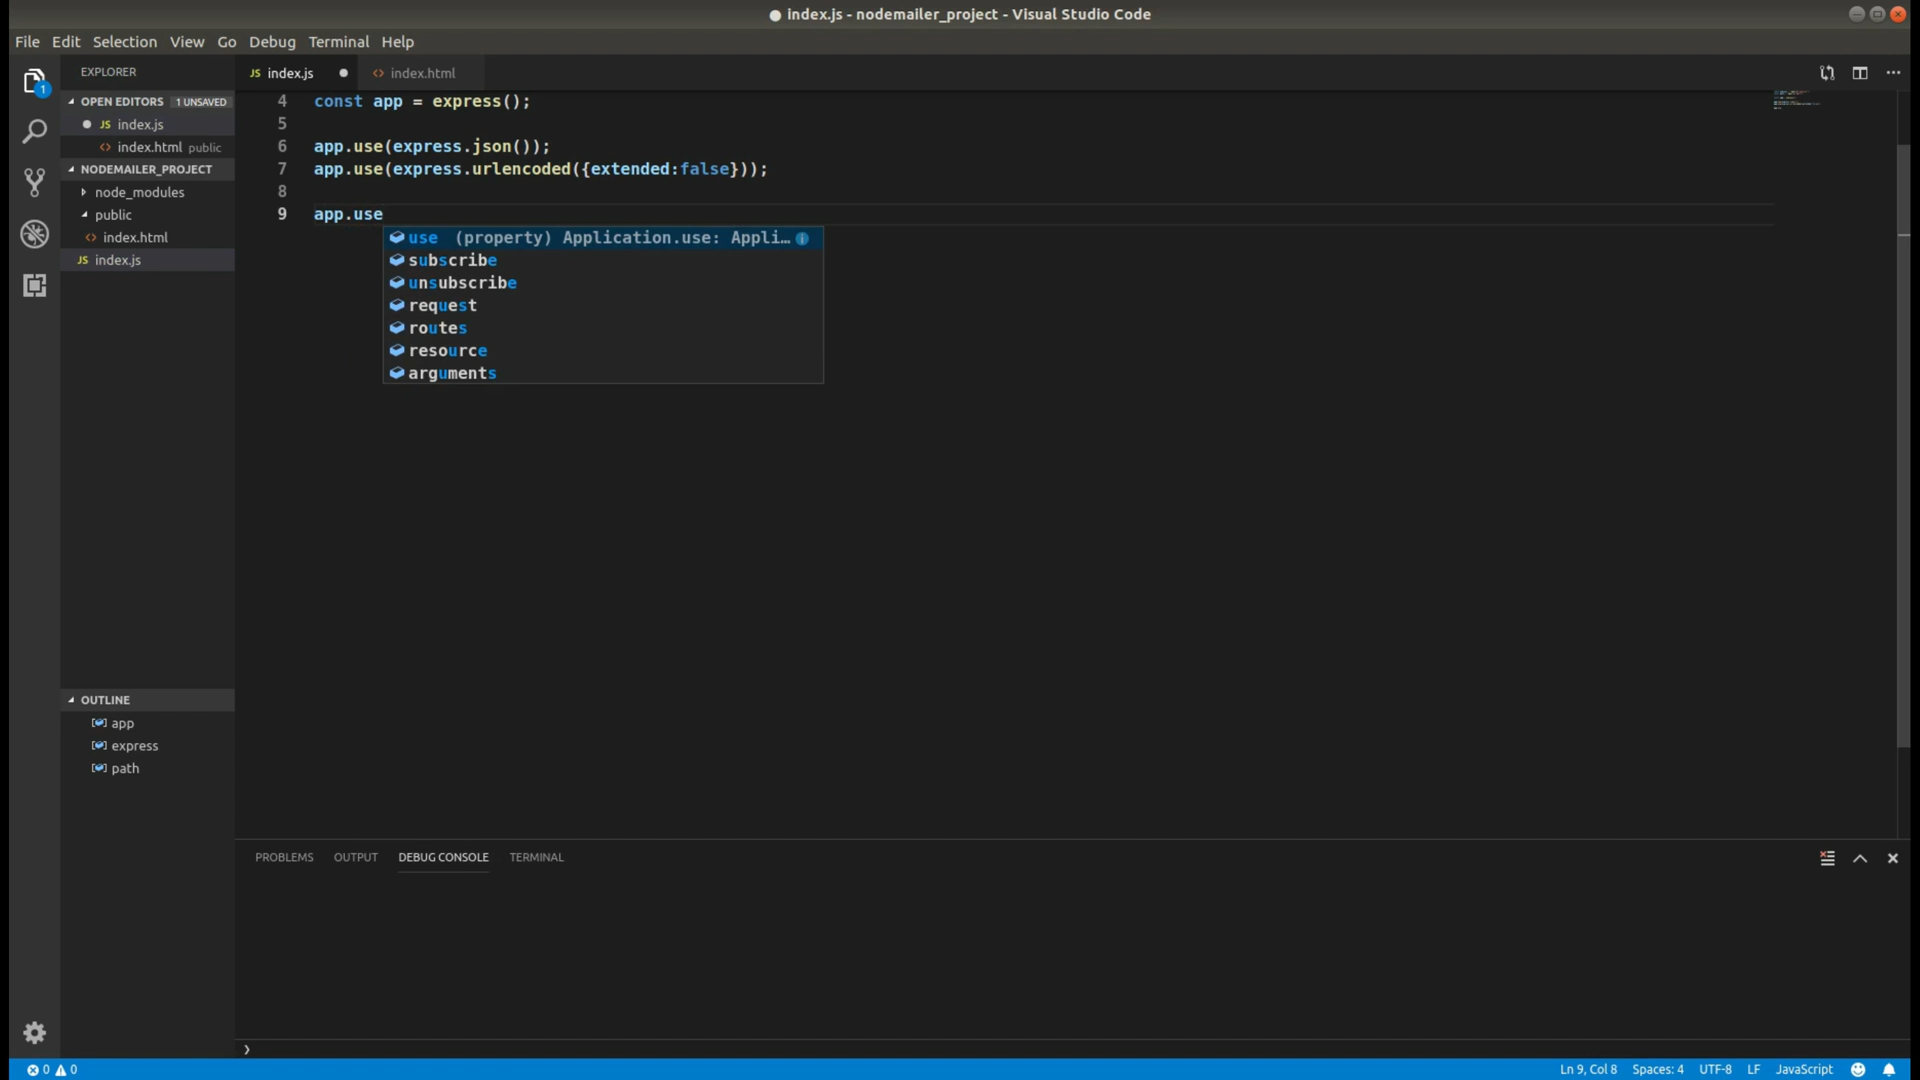 ● index.js - nodemailer_project - Visual Studio Code
File Edit Selection View Go Debug Terminal Help
EXPLORER
OPEN EDITORS 1 UNSAVED
JS index.js
<> index.html public
NODEMAILER_PROJECT
node_modules
public
<> index.html
JS index.js
OUTLINE
app
express
path
1
JS index.js ●
<> index.html
4 const app = express();
5
6 app.use(express.json());
7 app.use(express.urlencoded({extended:false}));
8
9 app.use
use (property) Application.use: Appli…
subscribe
unsubscribe
request
routes
resource
arguments
PROBLEMS OUTPUT DEBUG CONSOLE TERMINAL
❯
0 0 Ln 9, Col 8 Spaces: 4 UTF-8 LF JavaScript